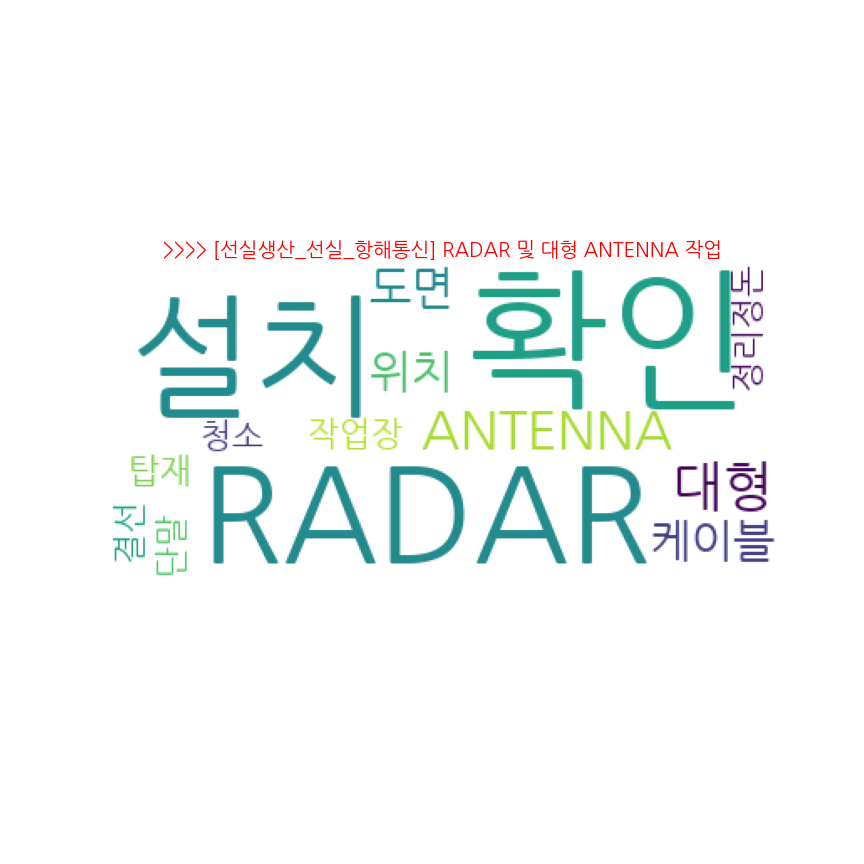 >>>> [선실생산_선실_항해통신] RADAR 및 대형 ANTENNA 작업
도면
설치
확인
정리정돈
위치
청소
작업장
ANTENNA
탑재
RADAR
대형
결선
단말
케이블